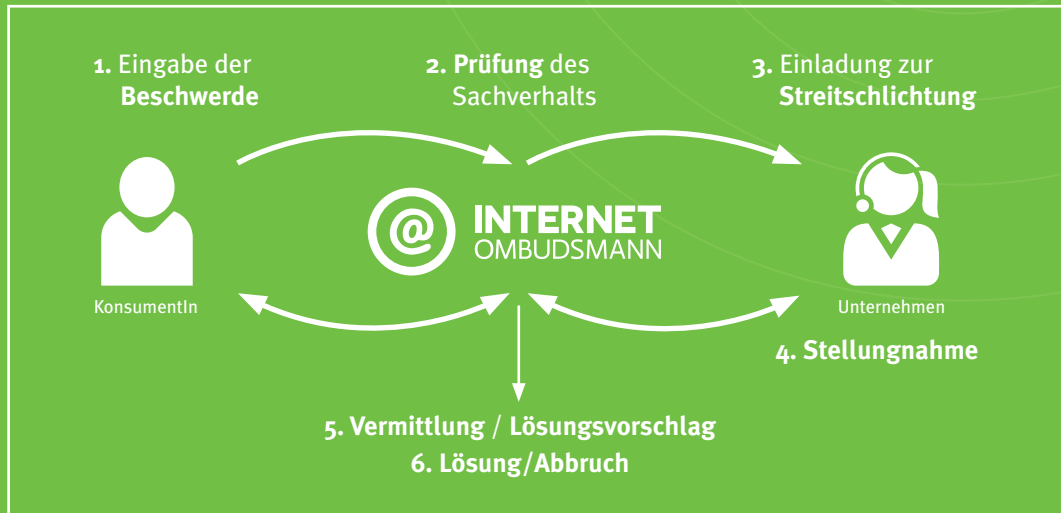 1. Eingabe der
Beschwerde
2. Prüfung des
Sachverhalts
3. Einladung zur
Streitschlichtung
@ INTERNET
OMBUDSMANN
KonsumentIn
Unternehmen
4. Stellungnahme
5. Vermittlung / Lösungsvorschlag
6. Lösung/Abbruch